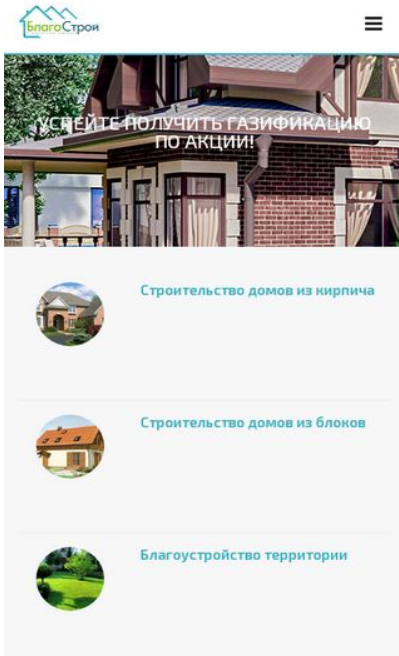 БлагоСтрой
УСПЕЙТЕ ПОЛУЧИТЬ ГАЗИФИКАЦИЮ
ПО АКЦИИ!
Строительство домов из кирпича
Строительство домов из блоков
Благоустройство территории